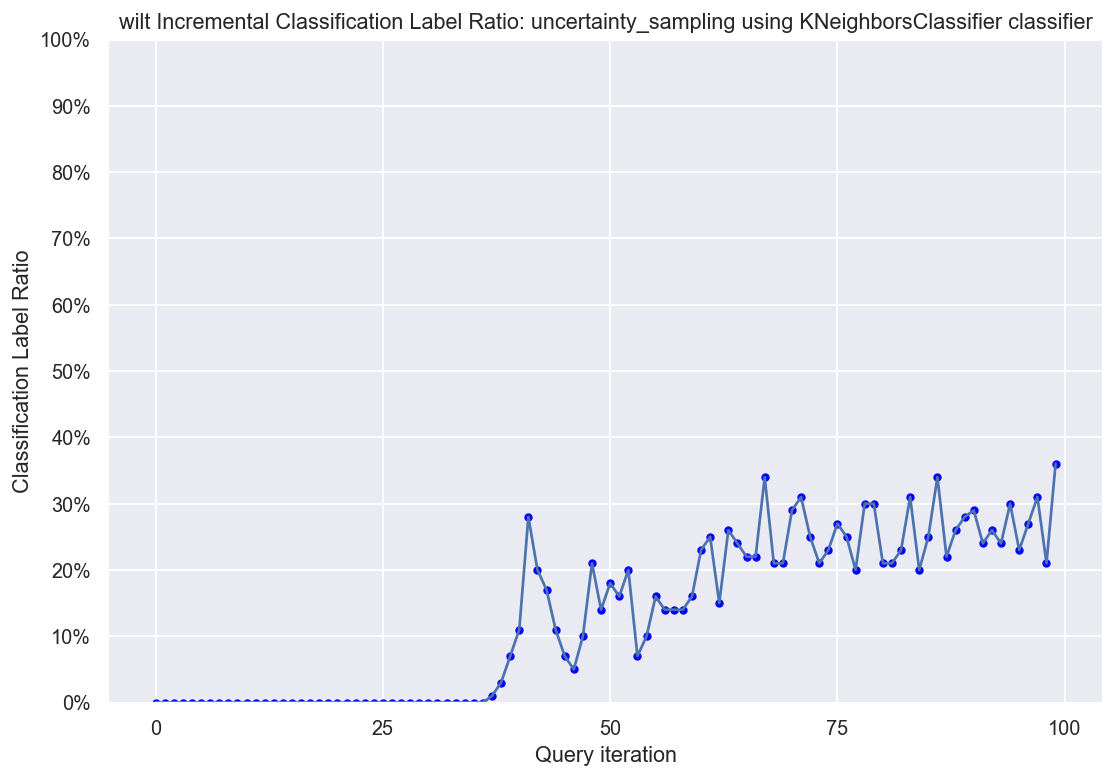 wilt Incremental Classification Label Ratio: uncertainty_sampling using KNeighborsClassifier classifier
100%
90%
80%
70%
60%
50%
40%
30%
20%
10%
0%
Classification Label Ratio
0 25 50 75 100
Query iteration